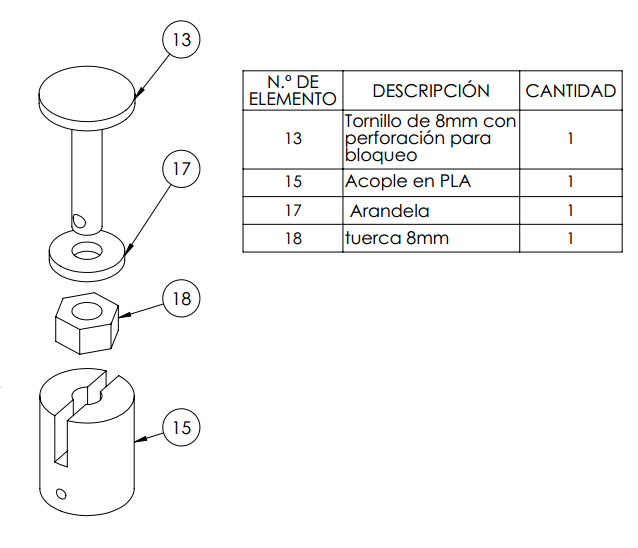 13
17
18
15
N.º DE
ELEMENTO
DESCRIPCIÓN
CANTIDAD
13
Tornillo de 8mm con
perforación para
bloqueo
1
15
Acople en PLA
1
17
Arandela
1
18
tuerca 8mm
1